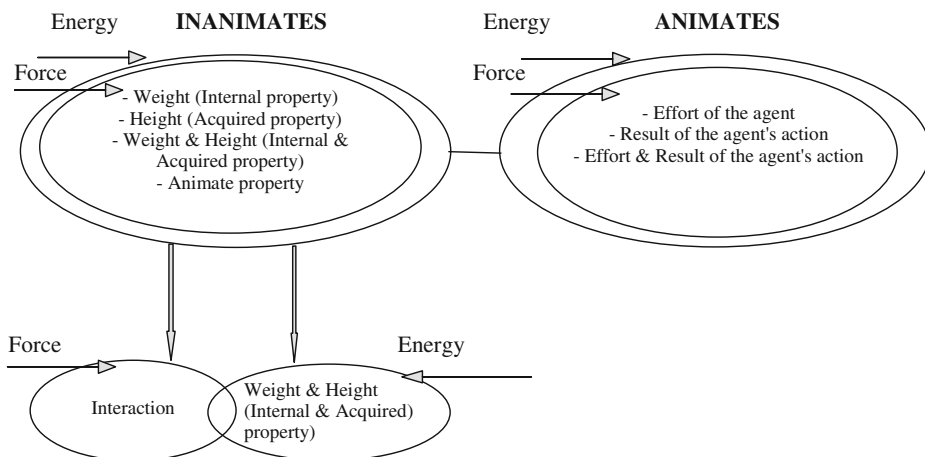 Energy
INANIMATES
Force
- Weight (Internal property)
- Height (Acquired property)
- Weight & Height (Internal &
Acquired property)
- Animate property
Energy
ANIMATES
Force
- Effort of the agent
- Result of the agent's action
- Effort & Result of the agent's action
Force
Interaction
Weight & Height
(Internal & Acquired)
property)
Energy